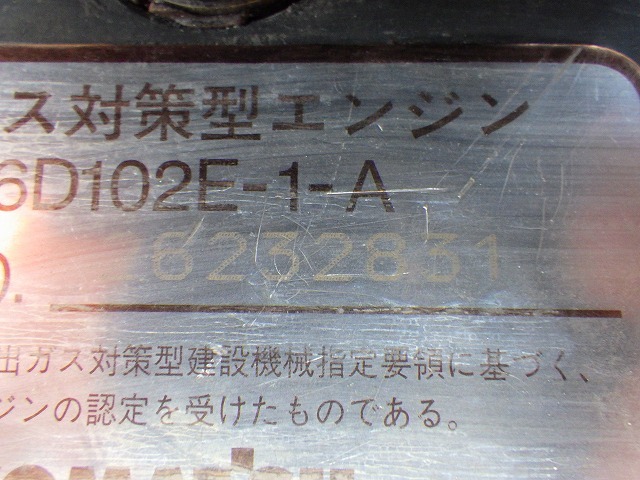 ス対策型エンジン
6D102E-1-A
6232831
出ガス対策型建設機械指定要領に基づく、
ジンの認定を受けたものである。